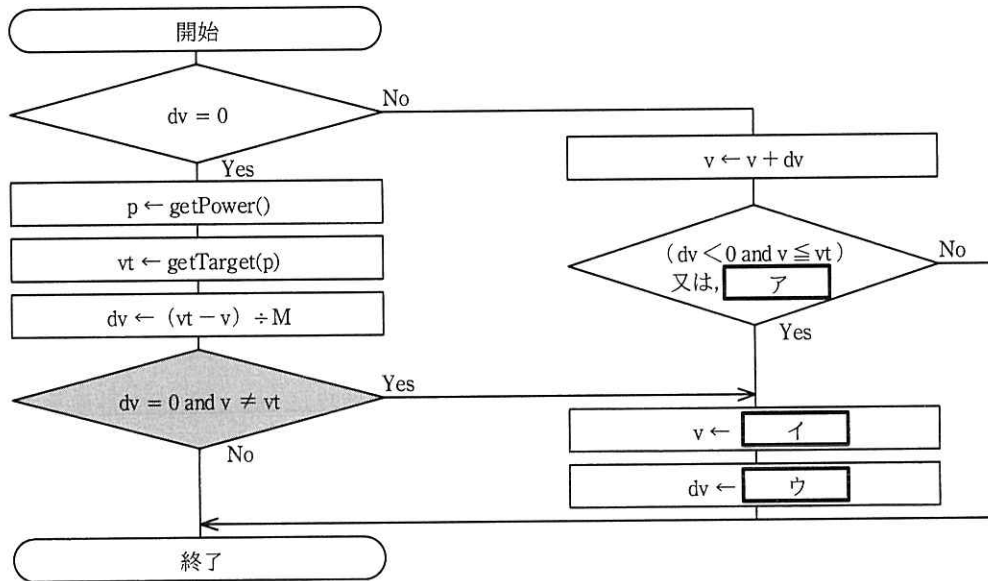 開始
dv = 0
No
Yes
p ← getPower()
vt ← getTarget(p)
dv ← (vt − v) ÷ M
dv = 0 and v ≠ vt
Yes
No
終了
v ← v + dv
(dv < 0 and v ≦ vt)
又は, ア
No
Yes
v ← イ
dv ← ウ